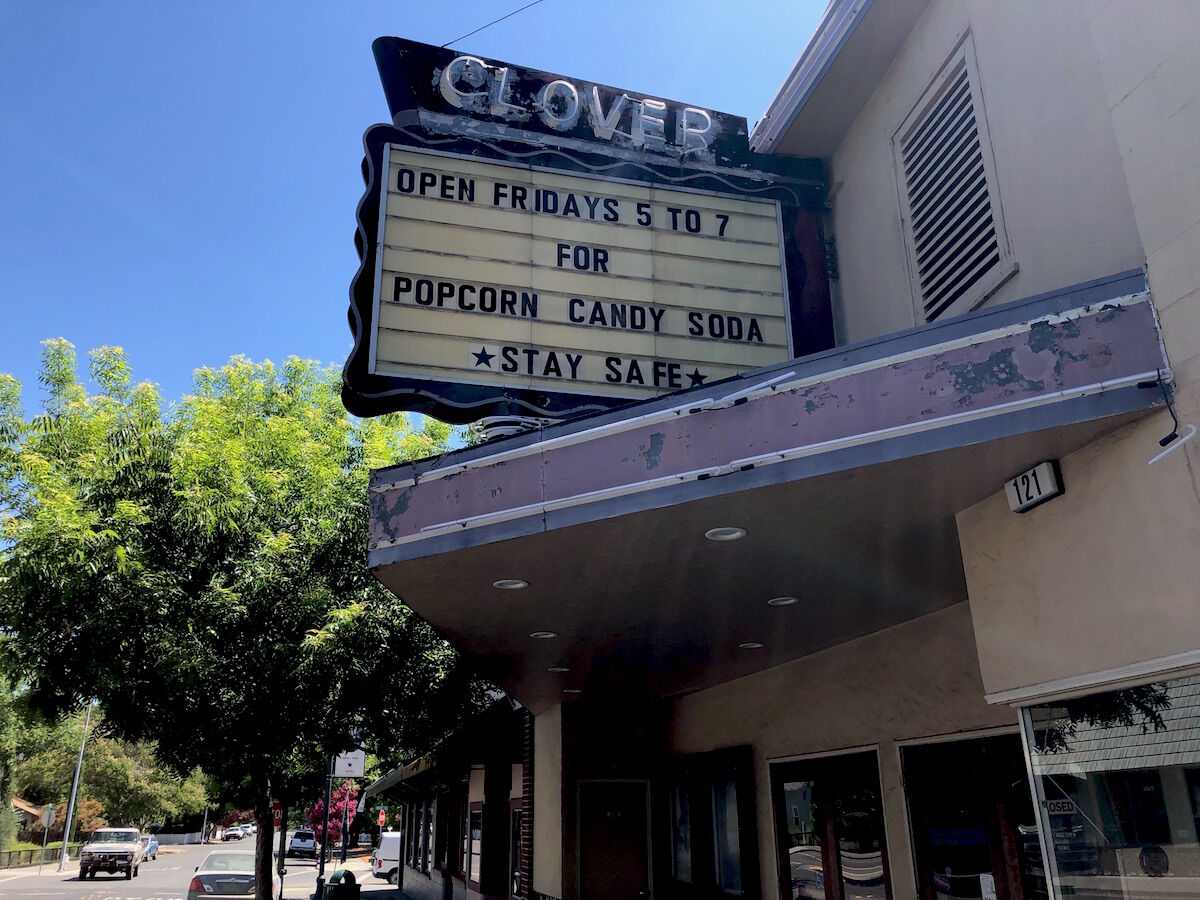 CLOVER
OPEN FRIDAYS 5 TO 7
FOR
POPCORN CANDY SODA
★STAY SAFE★
121